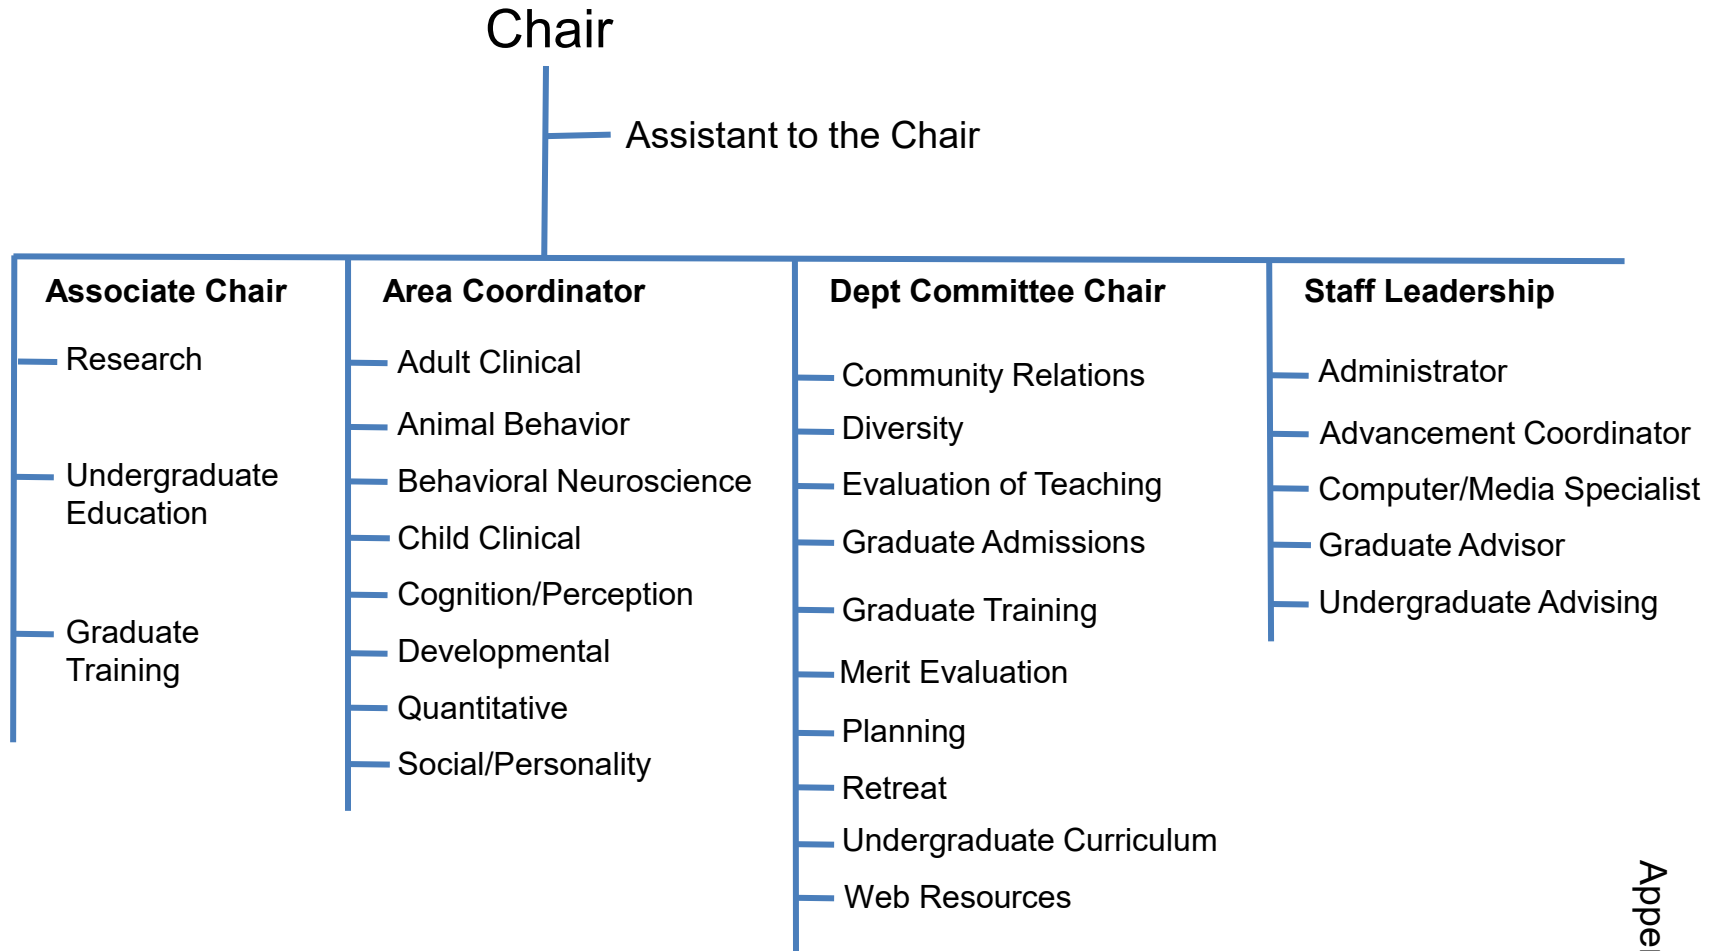 Chair
Assistant to the Chair
Associate Chair
Research
Undergraduate
Education
Graduate
Training
Area Coordinator
Adult Clinical
Animal Behavior
Behavioral Neuroscience
Child Clinical
Cognition/Perception
Developmental
Quantitative
Social/Personality
Dept Committee Chair
Community Relations
Diversity
Evaluation of Teaching
Graduate Admissions
Graduate Training
Merit Evaluation
Planning
Retreat
Undergraduate Curriculum
Web Resources
Staff Leadership
Administrator
Advancement Coordinator
Computer/Media Specialist
Graduate Advisor
Undergraduate Advising